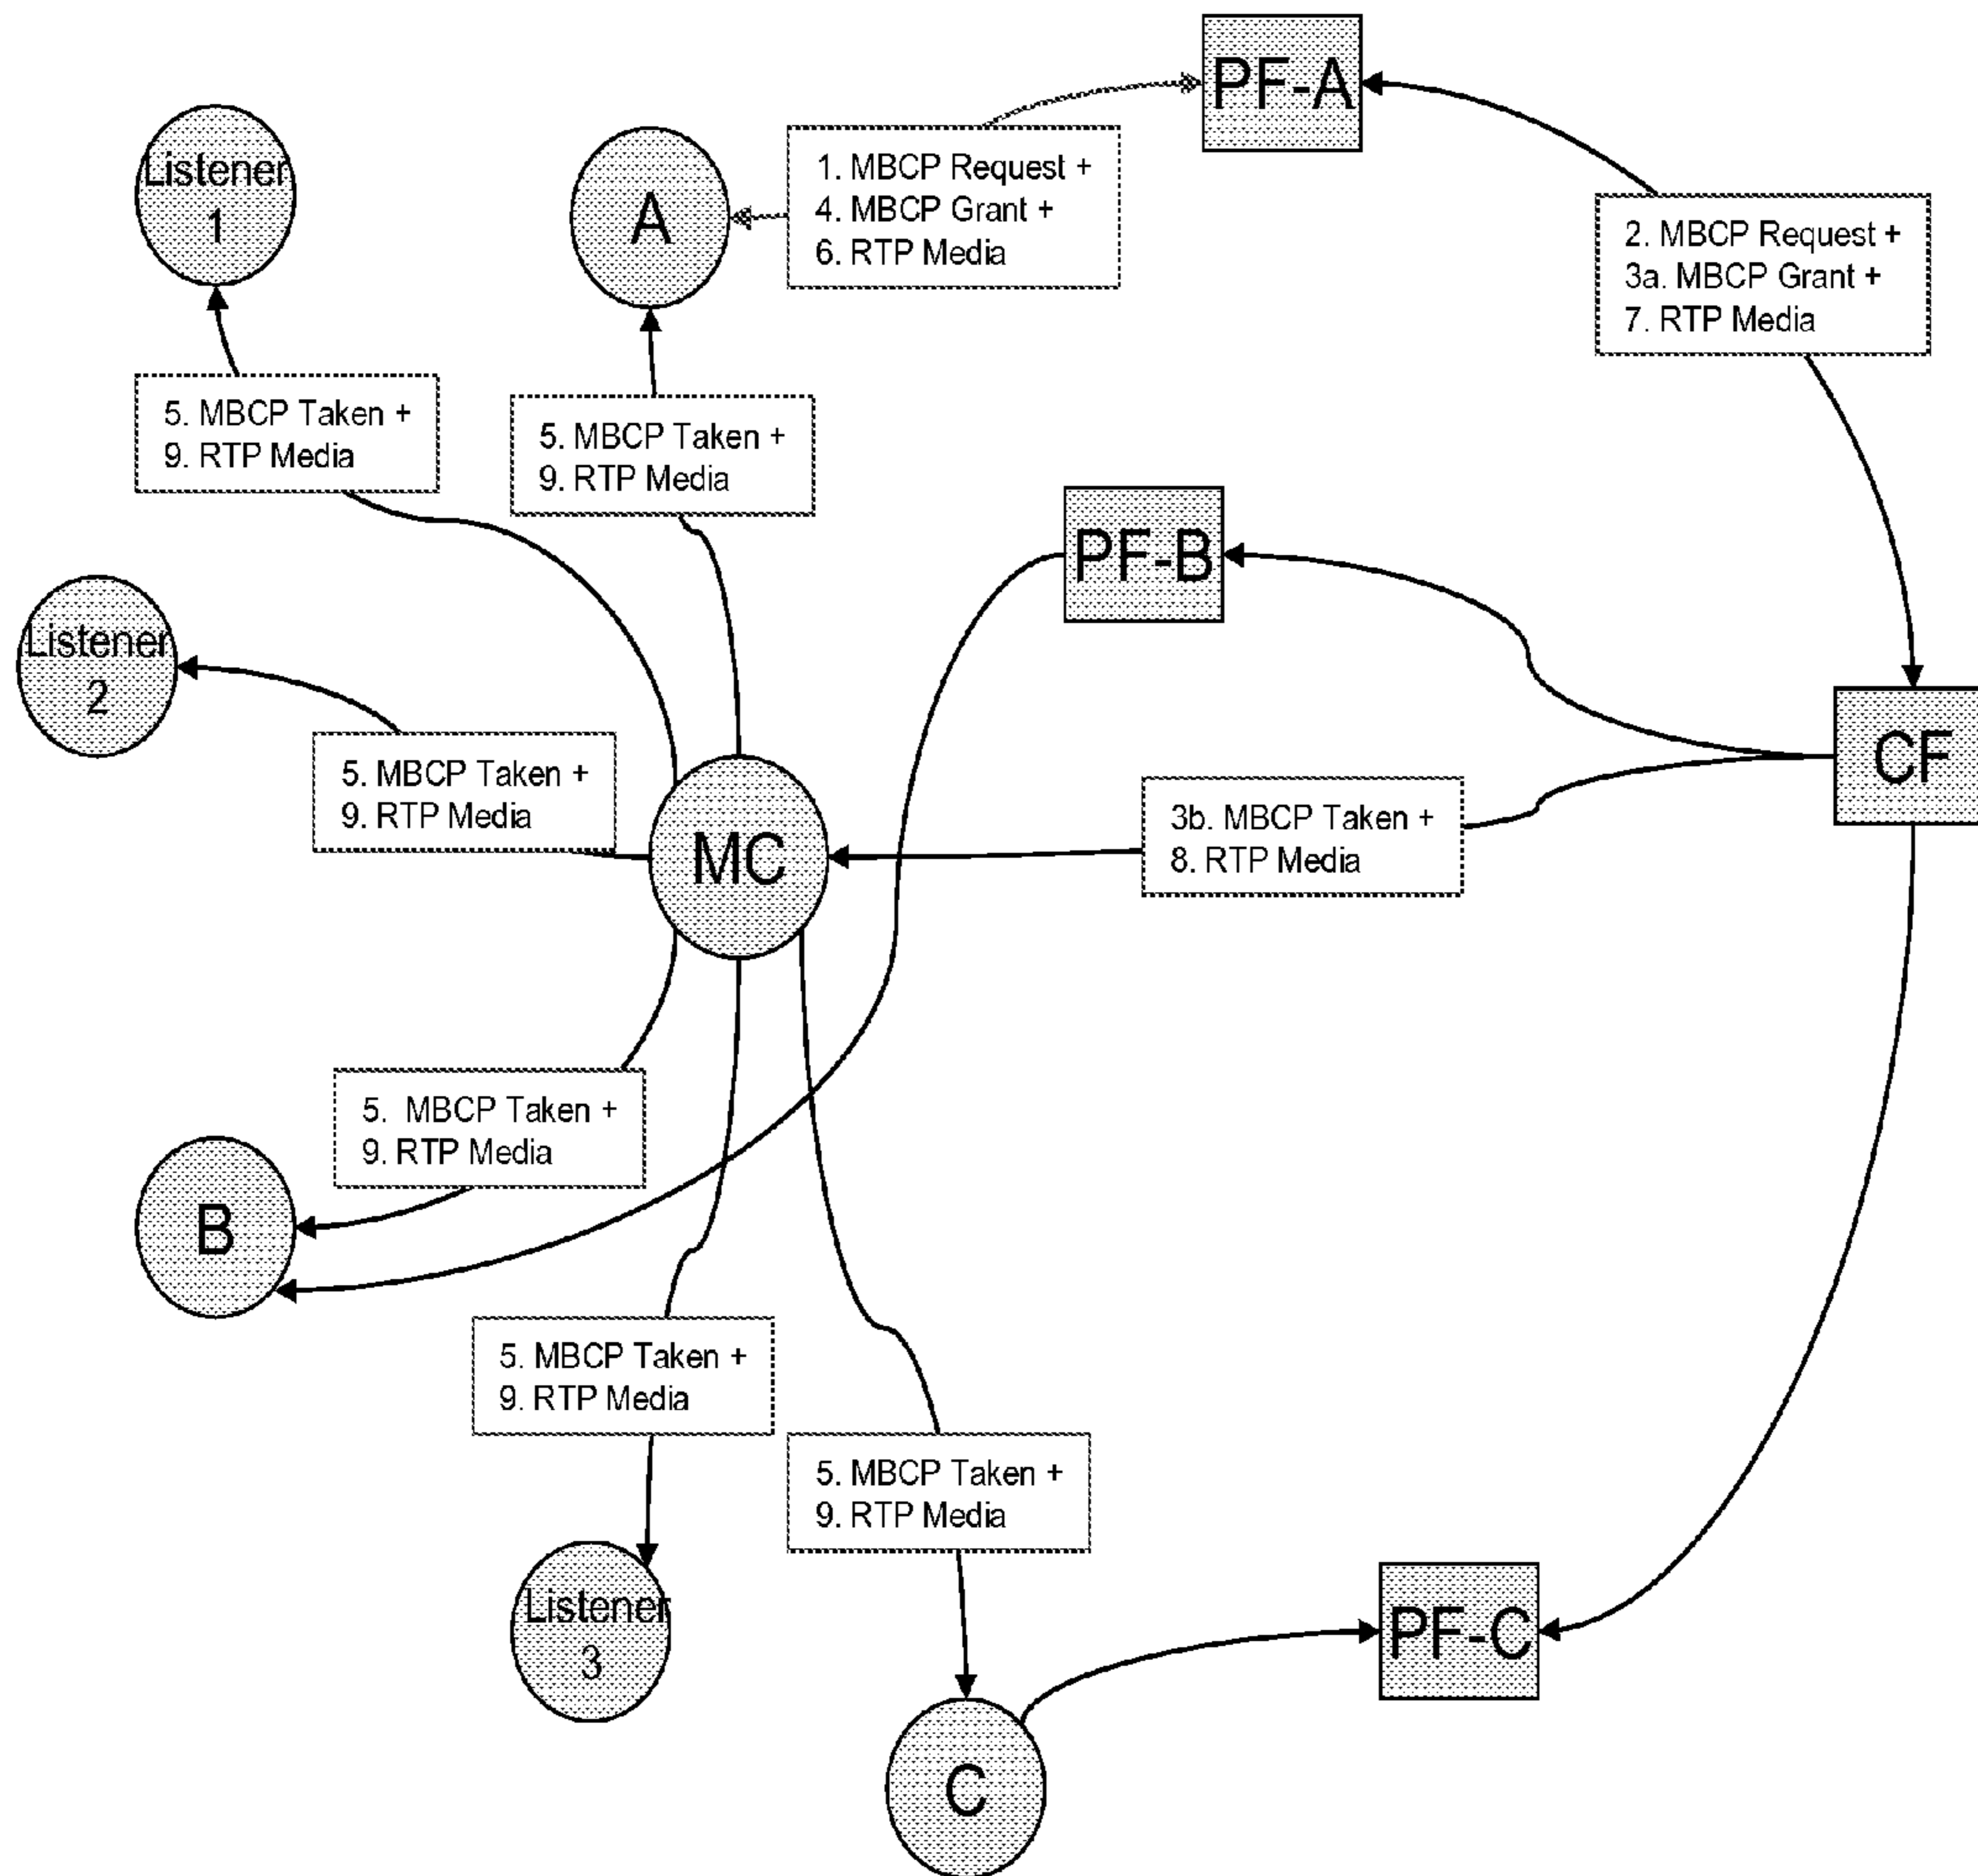 PF-A
Listener
1
A
1. MBCP Request +
4. MBCP Grant +
6. RTP Media
2. MBCP Request +
3a. MBCP Grant +
7. RTP Media
5. MBCP Taken +
9. RTP Media
5. MBCP Taken +
9. RTP Media
PF-B
Listener
2
5. MBCP Taken +
9. RTP Media
MC
3b. MBCP Taken +
8. RTP Media
CF
5. MBCP Taken +
9. RTP Media
B
5. MBCP Taken +
9. RTP Media
5. MBCP Taken +
9. RTP Media
Listener
3
PF-C
C